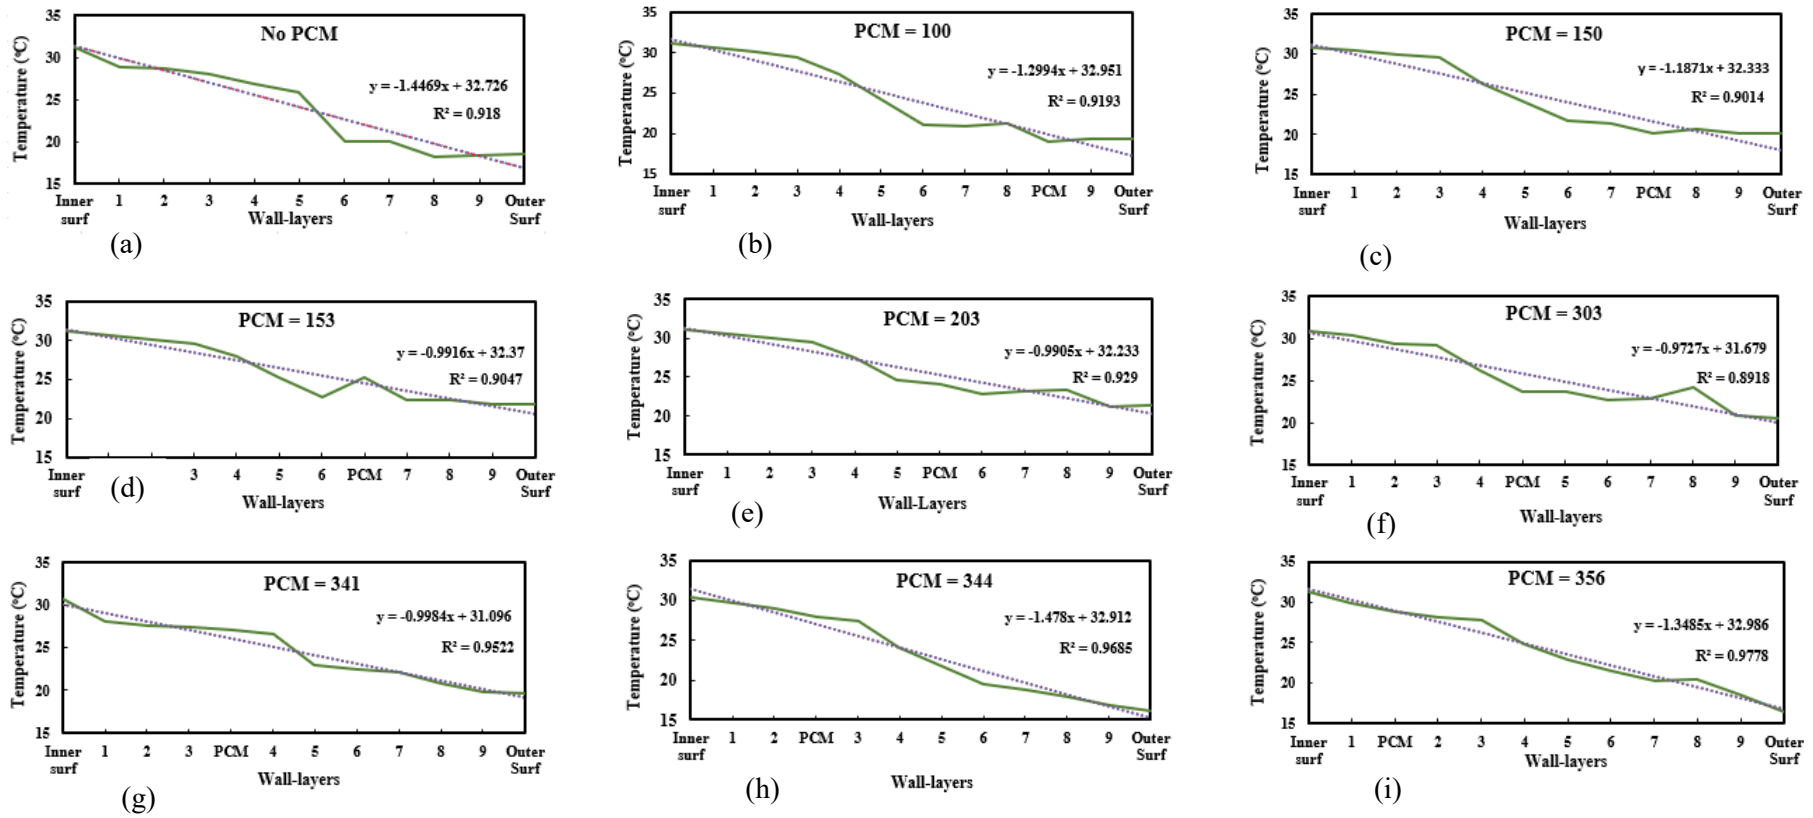 No PCM
Temperature (°C)
35
30
25
20
15
y = -1.4469x + 32.726
R² = 0.918
Inner surf 1 2 3 4 5 6 7 8 9 Outer Surf
Wall-layers
(a)
PCM = 100
Temperature (°C)
35
30
25
20
15
y = -1.2994x + 32.951
R² = 0.9193
Inner surf 1 2 3 4 5 6 7 8 PCM 9 Outer Surf
Wall-layers
(b)
PCM = 150
Temperature (°C)
35
30
25
20
15
y = -1.1871x + 32.333
R² = 0.9014
Inner surf 1 2 3 4 5 6 7 PCM 8 9 Outer Surf
Wall-layers
(c)
PCM = 153
Temperature (°C)
35
30
25
20
15
y = -0.9916x + 32.37
R² = 0.9047
Inner surf 3 4 5 6 PCM 7 8 9 Outer Surf
Wall-layers
(d)
PCM = 203
Temperature (°C)
35
30
25
20
15
y = -0.9905x + 32.233
R² = 0.929
Inner surf 1 2 3 4 5 PCM 6 7 8 9 Outer Surf
Wall-Layers
(e)
PCM = 303
Temperature (°C)
35
30
25
20
15
y = -0.9727x + 31.679
R² = 0.8918
Inner surf 1 2 3 4 PCM 5 6 7 8 9 Outer Surf
Wall-layers
(f)
PCM = 341
Temperature (°C)
35
30
25
20
15
y = -0.9984x + 31.096
R² = 0.9522
Inner surf 1 2 3 PCM 4 5 6 7 8 9 Outer Surf
Wall-layers
(g)
PCM = 344
Temperature (°C)
35
30
25
20
15
y = -1.478x + 32.912
R² = 0.9685
Inner surf 1 2 PCM 3 4 5 6 7 8 9 Outer Surf
Wall-layers
(h)
PCM = 356
Temperature (°C)
35
30
25
20
15
y = -1.3485x + 32.986
R² = 0.9778
Inner surf 1 PCM 2 3 4 5 6 7 8 9 Outer Surf
Wall-layers
(i)